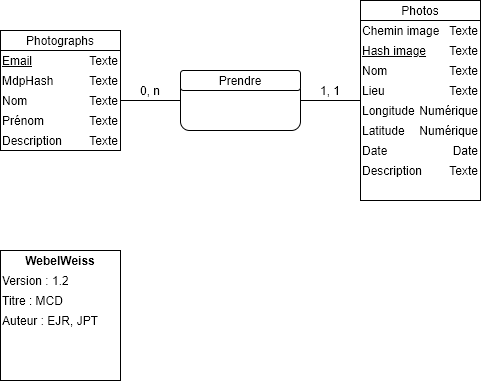 Photographs
Email Texte
MdpHash Texte
Nom Texte
Prénom Texte
Description Texte
0, n
Prendre
1, 1
Photos
Chemin image Texte
Hash image Texte
Nom Texte
Lieu Texte
Longitude Numérique
Latitude Numérique
Date Date
Description Texte
WebelWeiss
Version : 1.2
Titre : MCD
Auteur : EJR, JPT